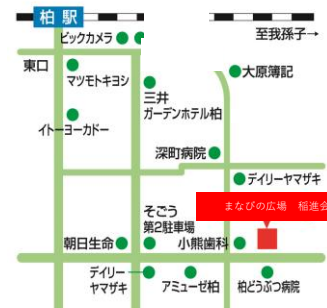 柏駅
至我孫子→
ビックカメラ
東口
マツモトキヨシ
大原簿記
三井
ガーデンホテル柏
イトーヨーカドー
深町病院
デイリーヤマザキ
まなびの広場 稲進会
そごう
第2駐車場
朝日生命
小熊歯科
デイリー
ヤマザキ
アミューゼ柏
柏どうぶつ病院